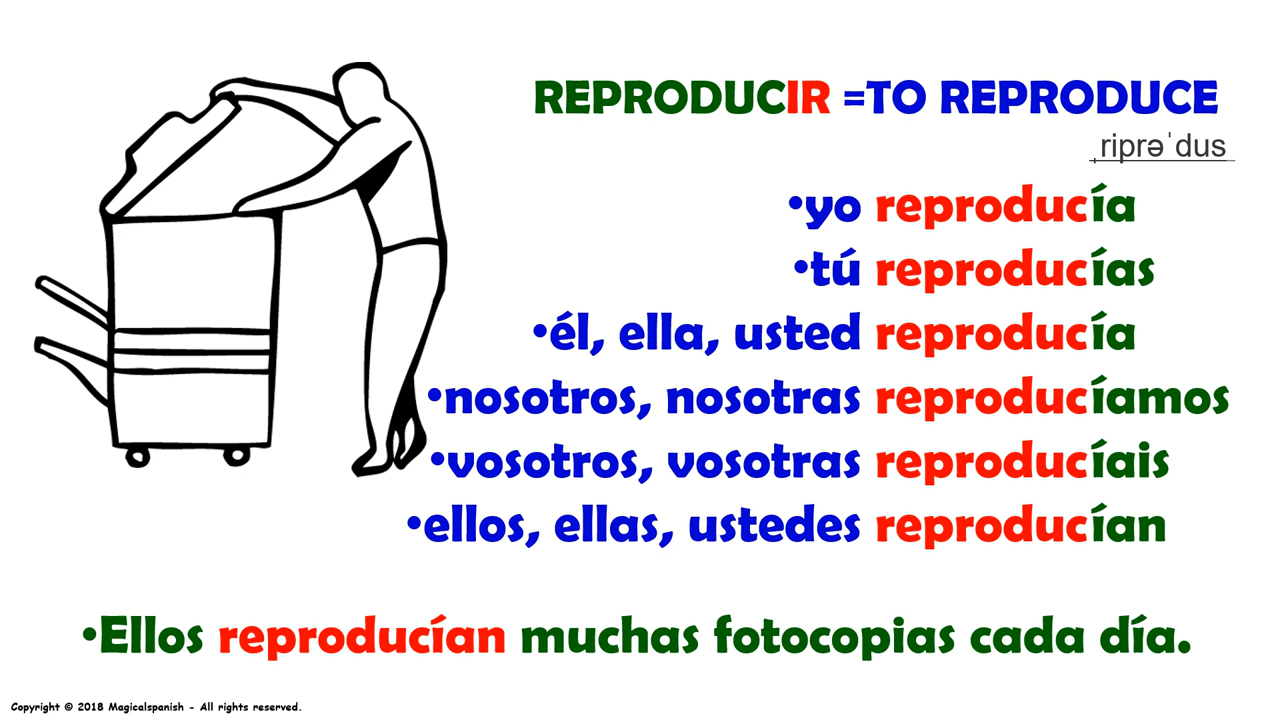 REPRODUCIR =TO REPRODUCE
ˌriprəˈdus
•yo reproducía
•tú reproducías
•él, ella, usted reproducía
•nosotros, nosotras reproducíamos
•vosotros, vosotras reproducíais
•ellos, ellas, ustedes reproducían
•Ellos reproducían muchas fotocopias cada día.
Copyright © 2018 Magicalspanish - All rights reserved.